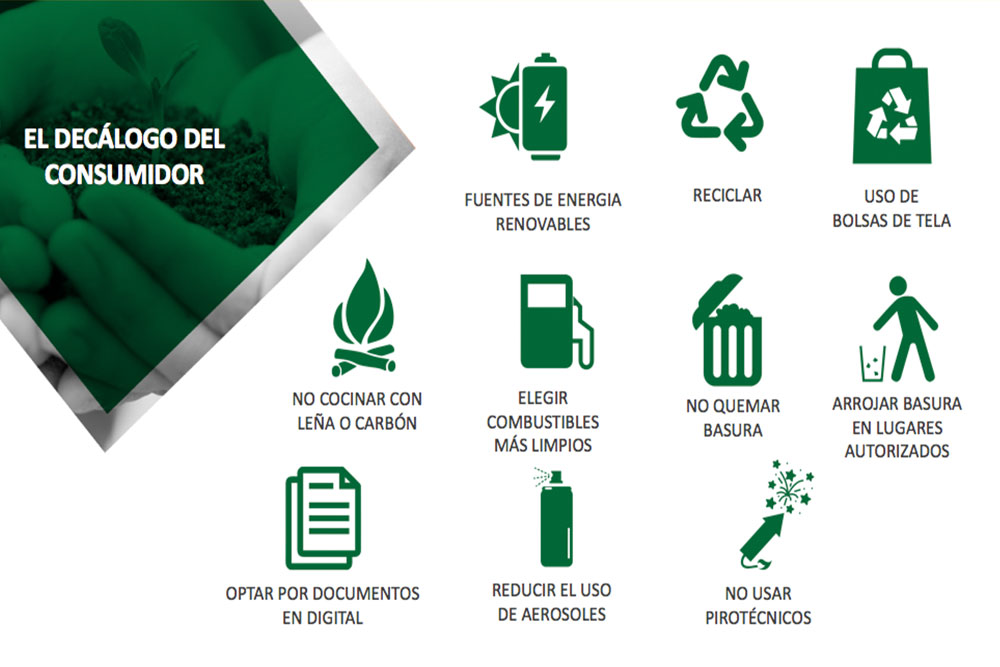 EL DECÁLOGO DEL
CONSUMIDOR
FUENTES DE ENERGIA
RENOVABLES
RECICLAR
USO DE
BOLSAS DE TELA
NO COCINAR CON
LEÑA O CARBÓN
ELEGIR
COMBUSTIBLES
MÁS LIMPIOS
NO QUEMAR
BASURA
ARROJAR BASURA
EN LUGARES
AUTORIZADOS
OPTAR POR DOCUMENTOS
EN DIGITAL
REDUCIR EL USO
DE AEROSOLES
NO USAR
PIROTÉCNICOS